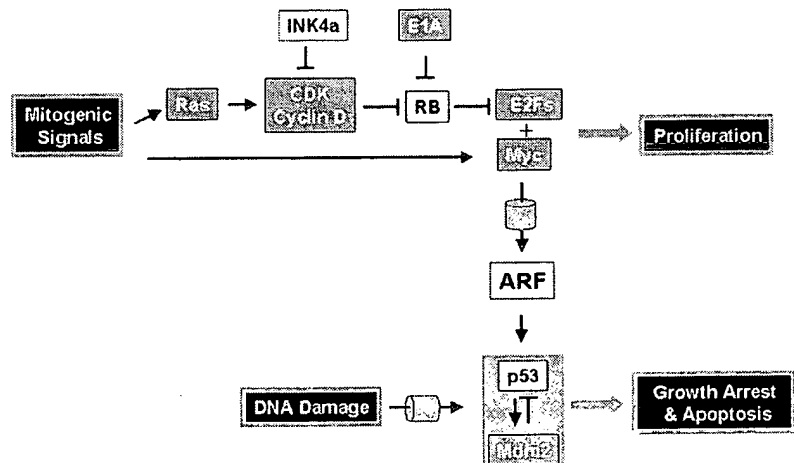 INK4a
E1A
Mitogenic
Signals
Ras
CDK
Cyclin D
RB
E2Fs
+
Myc
Proliferation
ARF
p53
Mdm2
DNA Damage
Growth Arrest
& Apoptosis